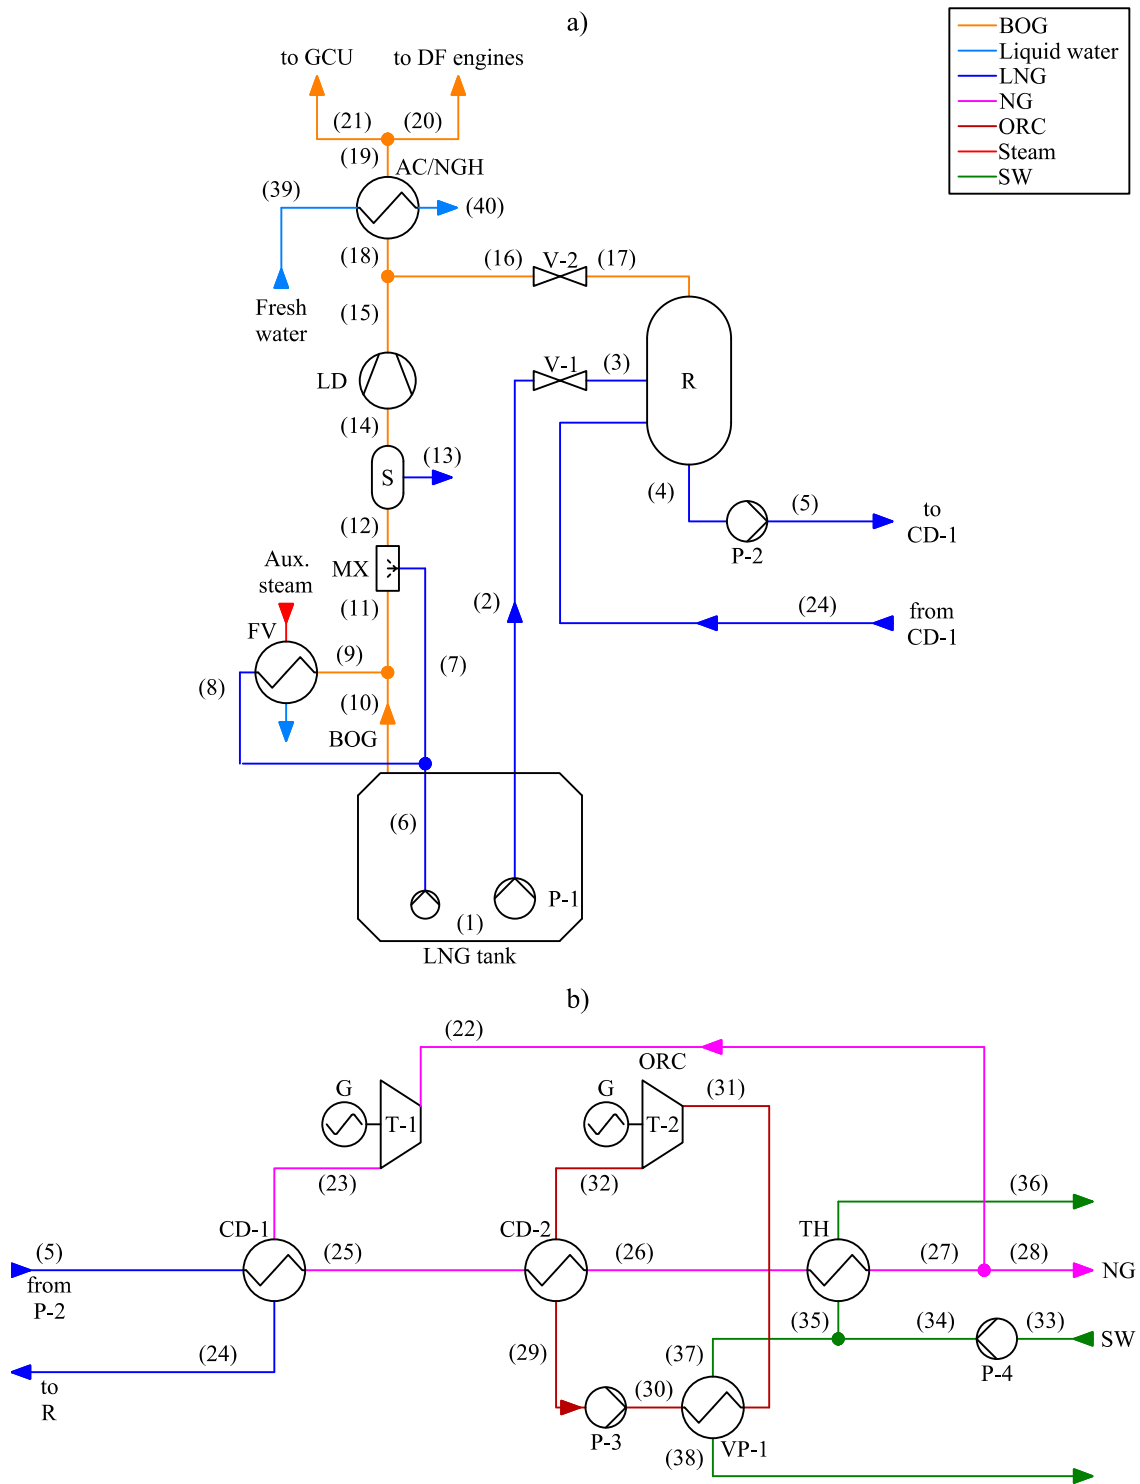 a)
BOG
Liquid water
LNG
NG
ORC
Steam
SW
to GCU
to DF engines
(21)
(20)
(19)
AC/NGH
(39)
(40)
(18)
(16)
V-2
(17)
Fresh
water
(15)
V-1
(3)
LD
R
(14)
(13)
S
(4)
(5)
to
CD-1
(12)
P-2
Aux.
steam
MX
(11)
(2)
(24)
from
CD-1
FV
(9)
(8)
(7)
(10)
BOG
(6)
P-1
(1)
LNG tank
b)
(22)
ORC
G
G
(31)
T-1
T-2
(23)
(32)
(36)
CD-1
CD-2
TH
(5)
(25)
(26)
(27)
(28)
NG
from
P-2
(35)
(34)
(33)
SW
(24)
(29)
(37)
P-4
to
R
(30)
P-3
(38)
VP-1